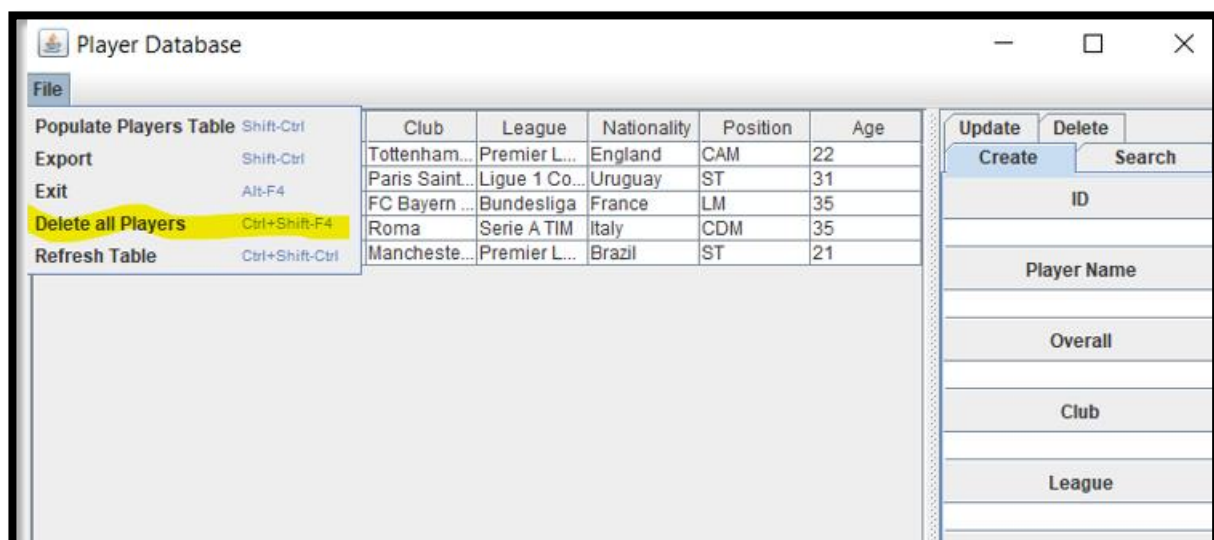 Player Database
File
Populate Players Table Shift-Ctrl
Export Shift-Ctrl
Exit Alt-F4
Delete all Players Ctrl+Shift-F4
Refresh Table Ctrl+Shift-Ctrl
Club League Nationality Position Age
Tottenham... Premier L... England CAM 22
Paris Saint... Ligue 1 Co... Uruguay ST 31
FC Bayern ... Bundesliga France LM 35
Roma Serie A TIM Italy CDM 35
Mancheste... Premier L... Brazil ST 21
Update Delete
Create Search
ID
Player Name
Overall
Club
League